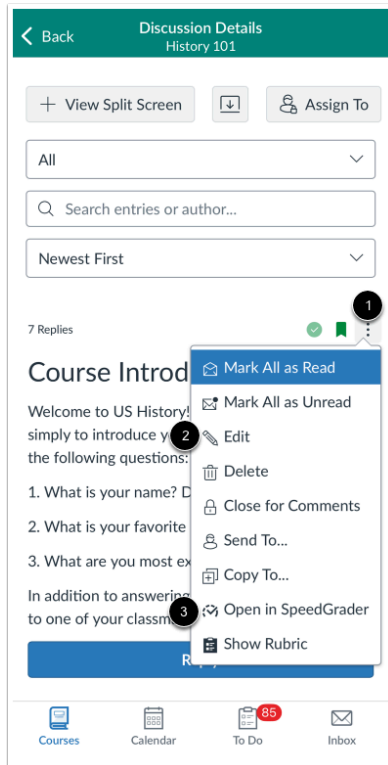 Back
Discussion Details
History 101
View Split Screen
Assign To
All
Search entries or author...
Newest First
1
7 Replies
Course Introd
Mark All as Read
Welcome to US History!
Mark All as Unread
simply to introduce y
2
Edit
the following questions:
Delete
1. What is your name? D
Close for Comments
2. What is your favorite
Send To...
3. What are you most ex
Copy To...
In addition to answering
3
Open in SpeedGrader
to one of your classm
Show Rubric
85
Courses
Calendar
To Do
Inbox